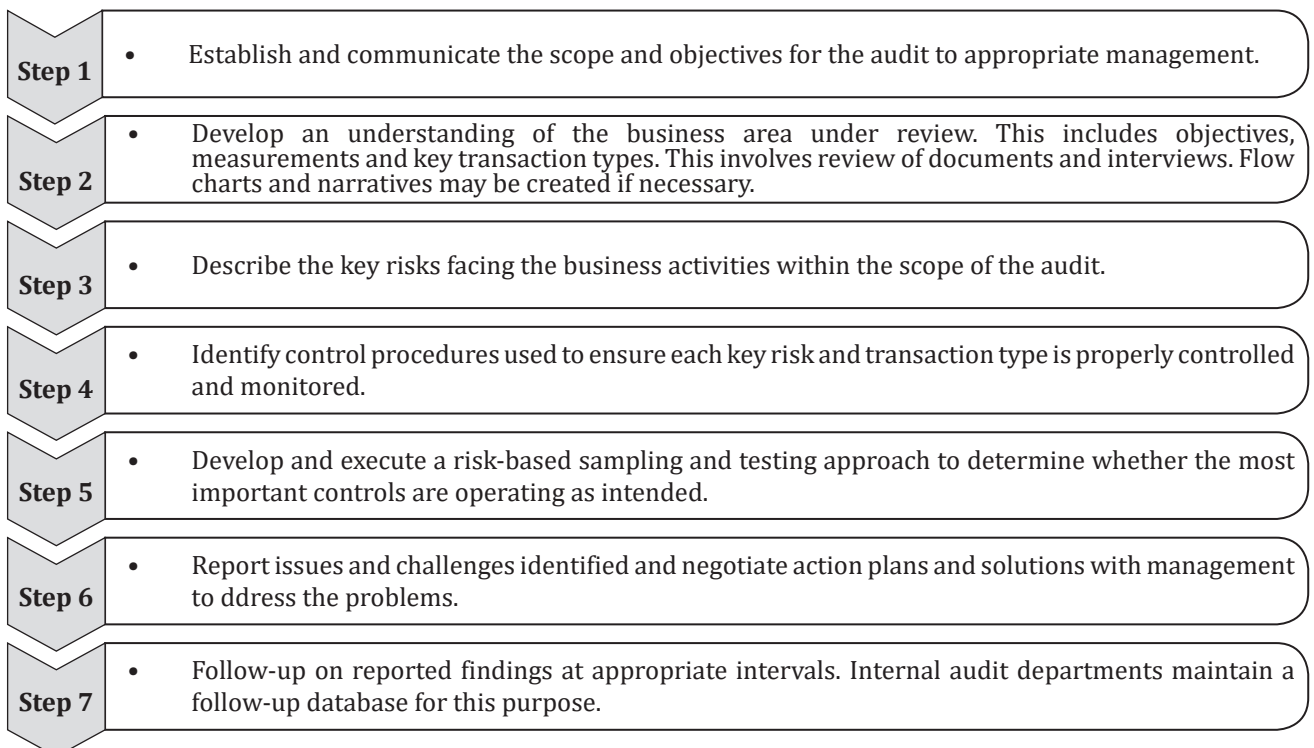 Step 1
• Establish and communicate the scope and objectives for the audit to appropriate management.
Step 2
• Develop an understanding of the business area under review. This includes objectives,
measurements and key transaction types. This involves review of documents and interviews. Flow
charts and narratives may be created if necessary.
Step 3
• Describe the key risks facing the business activities within the scope of the audit.
Step 4
• Identify control procedures used to ensure each key risk and transaction type is properly controlled
and monitored.
Step 5
• Develop and execute a risk-based sampling and testing approach to determine whether the most
important controls are operating as intended.
Step 6
• Report issues and challenges identified and negotiate action plans and solutions with management
to ddress the problems.
Step 7
• Follow-up on reported findings at appropriate intervals. Internal audit departments maintain a
follow-up database for this purpose.